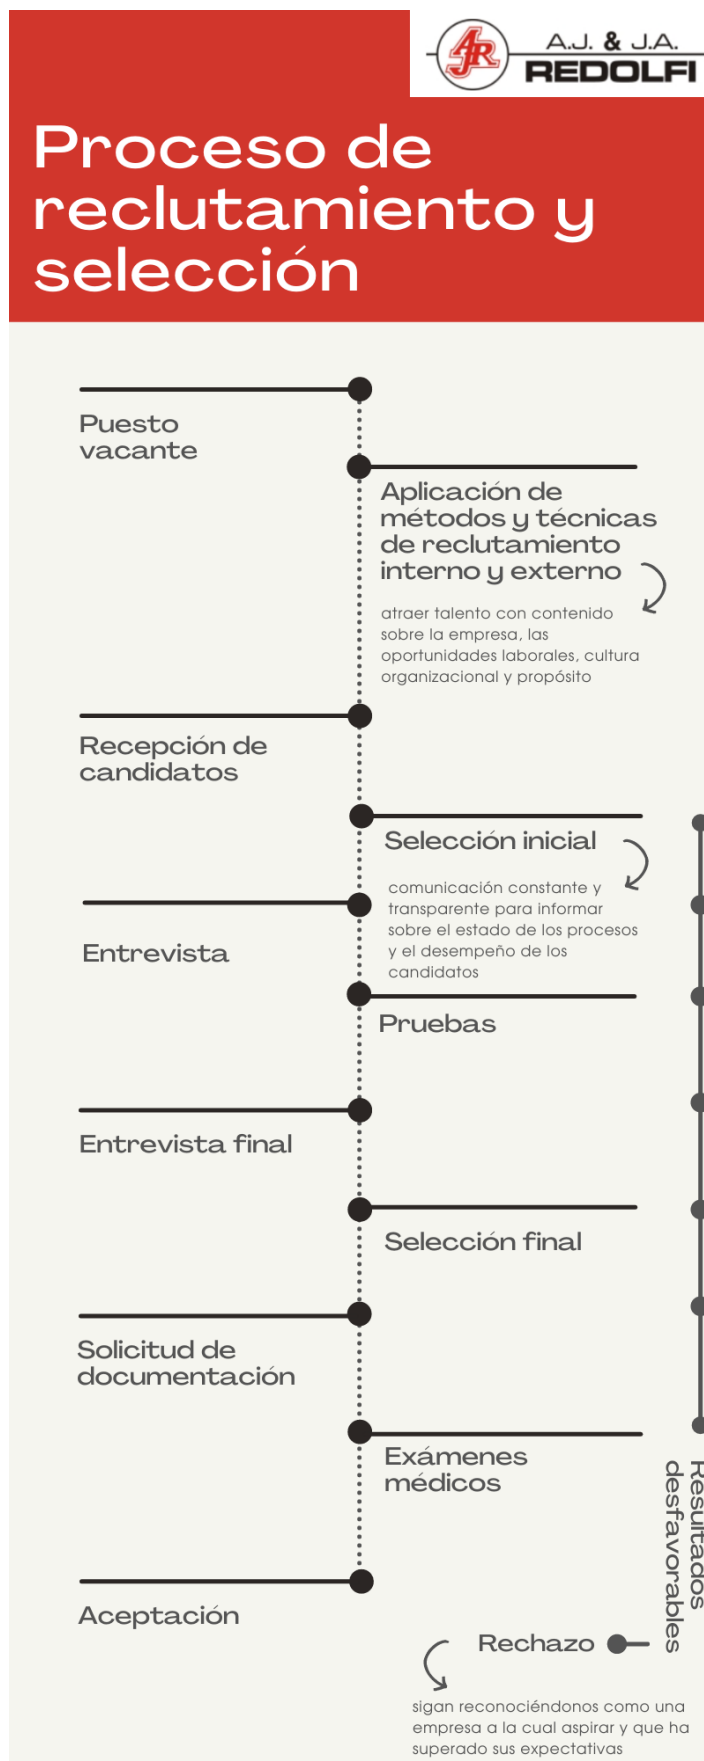 AJR
A.J. & J.A.
REDOLFI
Proceso de
reclutamiento y
selección
Puesto
vacante
Aplicación de
métodos y técnicas
de reclutamiento
interno y externo
atraer talento con contenido
sobre la empresa, las
oportunidades laborales, cultura
organizacional y propósito
Recepción de
candidatos
Selección inicial
comunicación constante y
transparente para informar
sobre el estado de los procesos
y el desempeño de los
candidatos
Entrevista
Pruebas
Entrevista final
Selección final
Solicitud de
documentación
Exámenes
médicos
Resultados
desfavorables
Aceptación
Rechazo
sigan reconociéndonos como una
empresa a la cual aspirar y que ha
superado sus expectativas